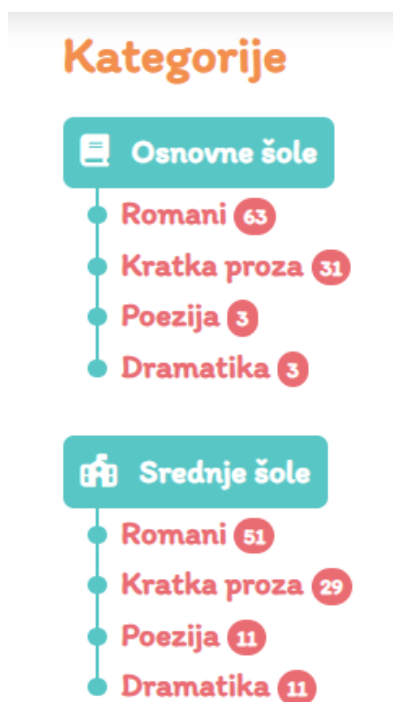 Kategorije
Osnovne šole
Romani 63
Kratka proza 31
Poezija 3
Dramatika 3
Srednje šole
Romani 51
Kratka proza 29
Poezija 11
Dramatika 11